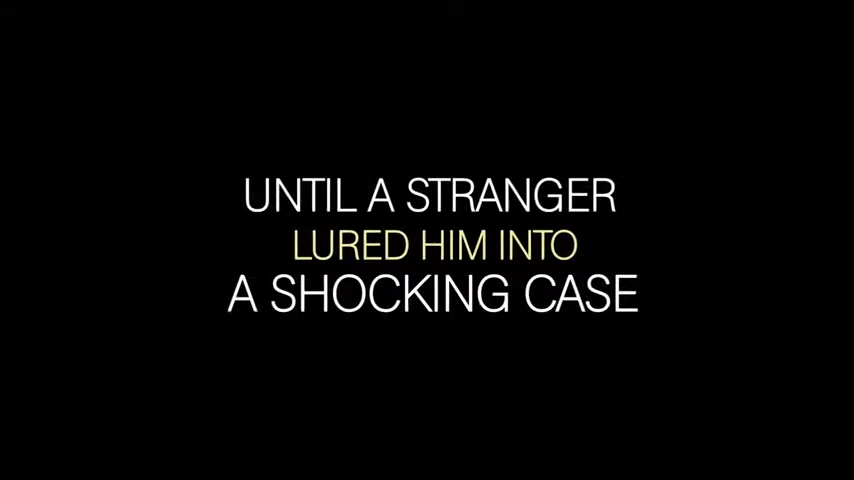 UNTIL A STRANGER
LURED HIM INTO
A SHOCKING CASE